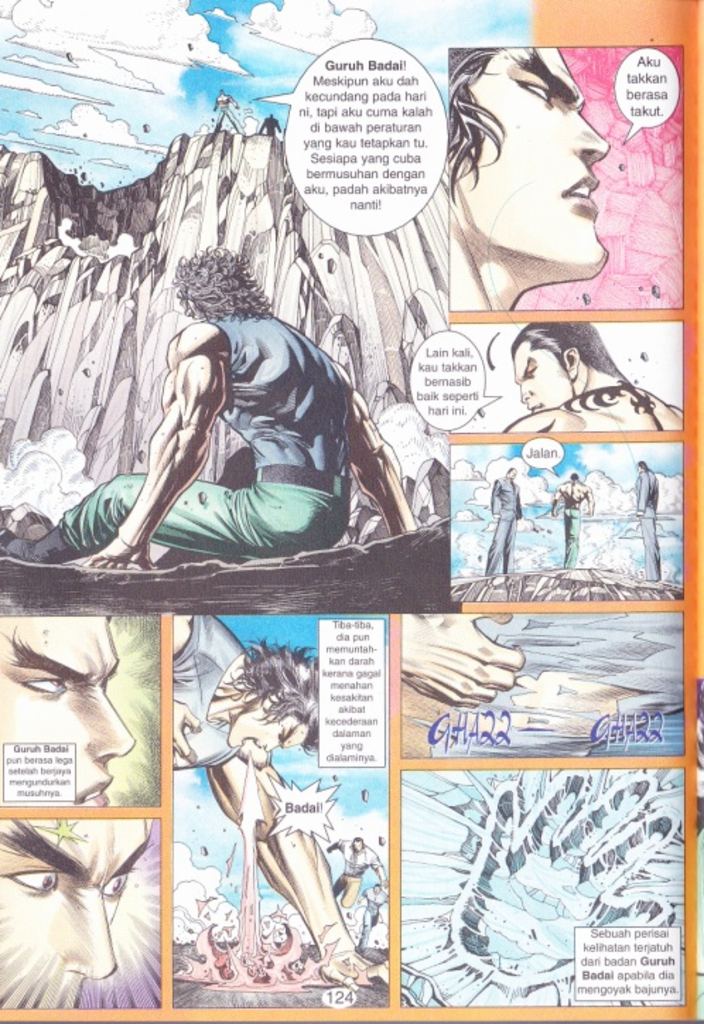 Guruh Badai!
Meskipun aku dah
kecundang pada hari
ni, tapi aku cuma kalah
di bawah peraturan
yang kau tetapkan tu.
Sesiapa yang cuba
bermusuhan dengan
aku, padah akibatnya
nanti!
Aku
takkan
berasa
takut.
Lain kali,
kau takkan
bernasib
baik seperti
hari ini.
Jalan.
Guruh Badai
pun berasa lega
setelah berjaya
mengundurkan
musuhnya.
Tiba-tiba,
dia pun
memuntah-
kan darah
kerana gagal
menahan
kesakitan
akibat
kecederaan
dalaman
yang
dialaminya.
Badai!
GHAZZ — GHAZZ
Sebuah perisai
kelihatan terjatuh
dari badan Guruh
Badai apabila dia
mengoyak bajunya.
124